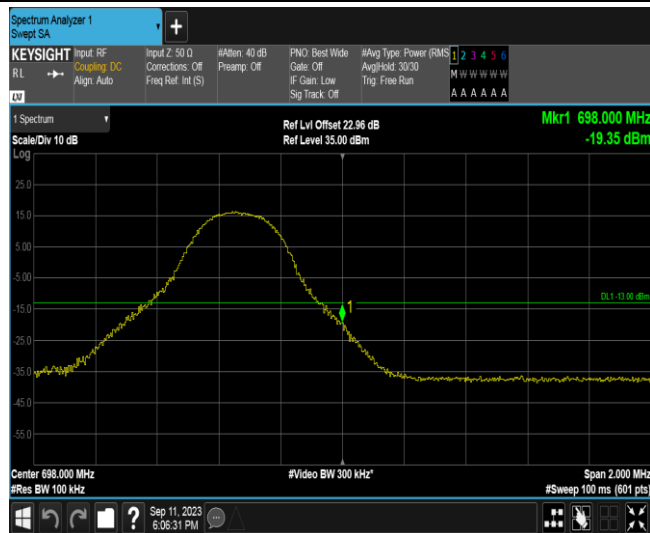 Spectrum Analyzer 1
Swept SA
+
KEYSIGHT
RL
LXI
Input: RF
Coupling: DC
Align: Auto
Input Z: 50 Ω
Corrections: Off
Freq Ref: Int (S)
#Atten: 40 dB
Preamp: Off
PNO: Best Wide
Gate: Off
IF Gain: Low
Sig Track: Off
#Avg Type: Power (RMS
Avg|Hold: 30/30
Trig: Free Run
1 2 3 4 5 6
M W W W W W
A A A A A A
1 Spectrum
Scale/Div 10 dB
Log
Ref Lvl Offset 22.96 dB
Ref Level 35.00 dBm
Mkr1 698.000 MHz
-19.35 dBm
25.0
15.0
5.00
-5.00
DL1 -13.00 dBm
1
-15.0
-25.0
-35.0
-45.0
-55.0
Center 698.000 MHz
#Video BW 300 kHz*
Span 2.000 MHz
#Res BW 100 kHz
#Sweep 100 ms (601 pts)
?
Sep 11, 2023
6:06:31 PM